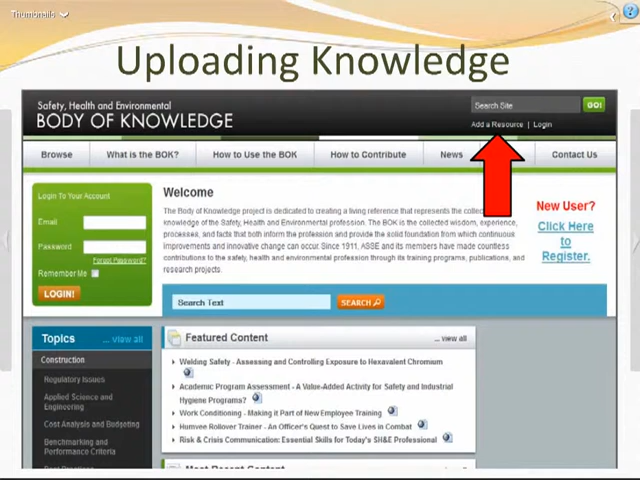 Thumbnails
Uploading Knowledge
Safety, Health and Environmental
BODY OF KNOWLEDGE
Search Site
GO!
Add a Resource | Login
Browse
What is the BOK?
How to Use the BOK
How to Contribute
News
Contact Us
Login To Your Account
Email
Password
Forgot Password?
Remember Me
LOGIN!
Welcome
The Body of Knowledge project is dedicated to creating a living reference that represents the
knowledge of the Safety, Health and Environmental profession. The BOK is the collected wisdom, experience,
processes, and facts that both inform the profession and provide the solid foundation from which continuous
improvements and innovative change can occur. Since 1911, ASSE and its members have made countless
contributions to the safety, health and environmental profession through its training programs, publications, and
research projects.
New User?
Click Here
to
Register.
Search Text
SEARCH
Topics
... view all
Construction
Regulatory Issues
Applied Science and
Engineering
Cost Analysis and Budgeting
Benchmarking and
Performance Criteria
Featured Content
... view all
Welding Safety - Assessing and Controlling Exposure to Hexavalent Chromium
Academic Program Assessment - A Value-Added Activity for Safety and Industrial
Hygiene Programs?
Work Conditioning - Making it Part of New Employee Training
Humvee Rollover Trainer - An Officer's Quest to Save Lives in Combat
Risk & Crisis Communication: Essential Skills for Today's SH&E Professional
Most Recent Content